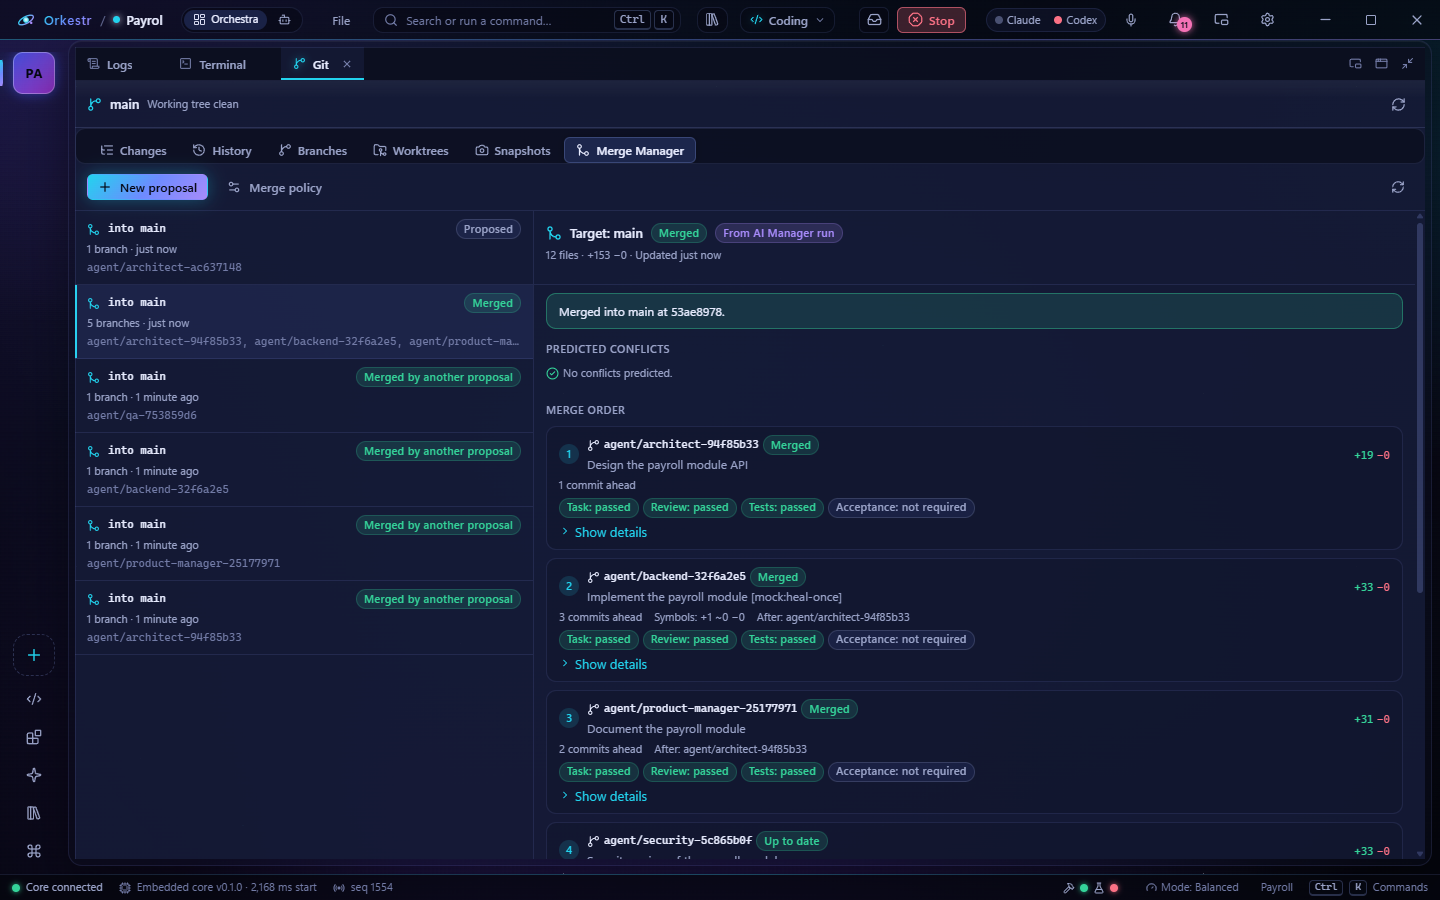 Orkestr / Payrol
Orchestra
File
Search or run a command...
Ctrl K
Coding
Stop
Claude Codex
11
PA
Logs
Terminal
Git
main Working tree clean
Changes
History
Branches
Worktrees
Snapshots
Merge Manager
New proposal
Merge policy
into main
Proposed
1 branch · just now
agent/architect-ac637148
into main
Merged
5 branches · just now
agent/architect-94f85b33, agent/backend-32f6a2e5, agent/product-ma…
into main
Merged by another proposal
1 branch · 1 minute ago
agent/qa-753859d6
into main
Merged by another proposal
1 branch · 1 minute ago
agent/backend-32f6a2e5
into main
Merged by another proposal
1 branch · 1 minute ago
agent/product-manager-25177971
into main
Merged by another proposal
1 branch · 1 minute ago
agent/architect-94f85b33
Target: main Merged From AI Manager run
12 files · +153 −0 · Updated just now
Merged into main at 53ae8978.
PREDICTED CONFLICTS
No conflicts predicted.
MERGE ORDER
1 agent/architect-94f85b33 Merged
+19 −0
Design the payroll module API
1 commit ahead
Task: passed Review: passed Tests: passed Acceptance: not required
Show details
2 agent/backend-32f6a2e5 Merged
+33 −0
Implement the payroll module [mock:heal-once]
3 commits ahead Symbols: +1 ~0 −0 After: agent/architect-94f85b33
Task: passed Review: passed Tests: passed Acceptance: not required
Show details
3 agent/product-manager-25177971 Merged
+31 −0
Document the payroll module
2 commits ahead After: agent/architect-94f85b33
Task: passed Review: passed Tests: passed Acceptance: not required
Show details
4 agent/security-5c865b0f Up to date
+33 −0
Core connected
Embedded core v0.1.0 · 2,168 ms start
seq 1554
Mode: Balanced
Payroll
Ctrl K Commands